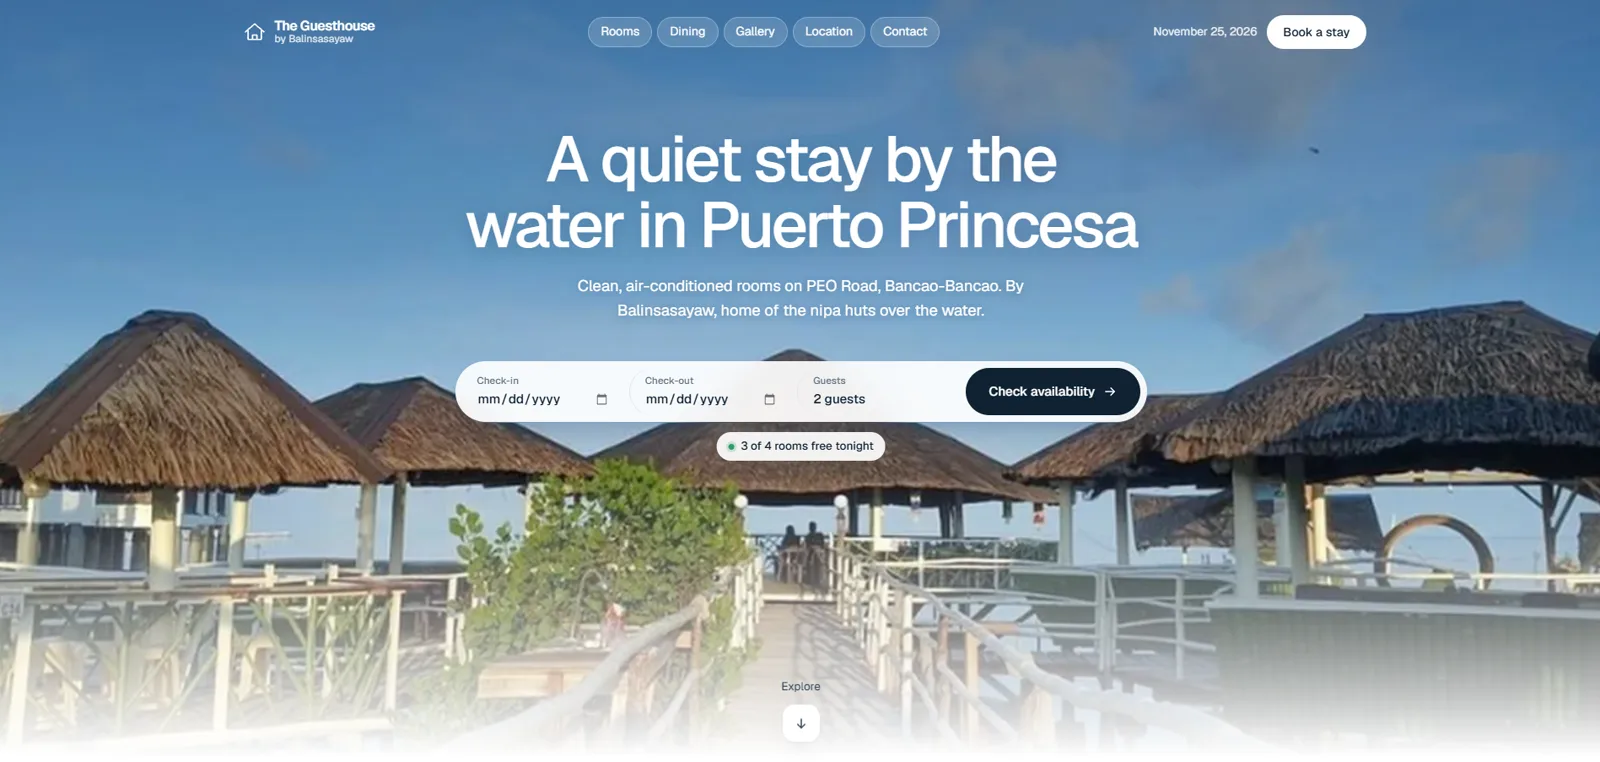 The Guesthouse
by Balinsasayaw
Rooms
Dining
Gallery
Location
Contact
November 25, 2026
Book a stay
A quiet stay by the
water in Puerto Princesa
Clean, air-conditioned rooms on PEO Road, Bancao-Bancao. By
Balinsasayaw, home of the nipa huts over the water.
Check-in
mm/dd/yyyy
Check-out
mm/dd/yyyy
Guests
2 guests
Check availability
3 of 4 rooms free tonight
Explore